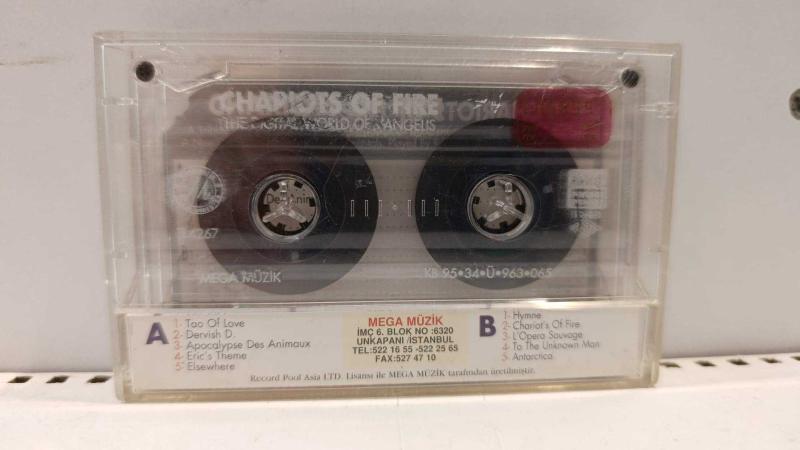 CHARIOTS OF FIRE
THE DIGITAL WORLD OF VANGELIS
MEGA MÜZİK
KB•95•34•Ü•963•065
A
1- Tao Of Love
2- Dervish D.
3- Apocalypse Des Animaux
4- Eric's Theme
5- Elsewhere
MEGA MÜZİK
İMC 6. BLOK NO :6320
UNKAPANI /İSTANBUL
TEL:522 16 55 -522 25 65
FAX:527 47 10
B
1- Hymne
2- Chariot's Of Fire
3- L'Opera Sauvage
4- To The Unknown Man
5- Antarctica
Record Pool Asia LTD. Lisansı ile MEGA MÜZİK tarafından üretilmiştir.